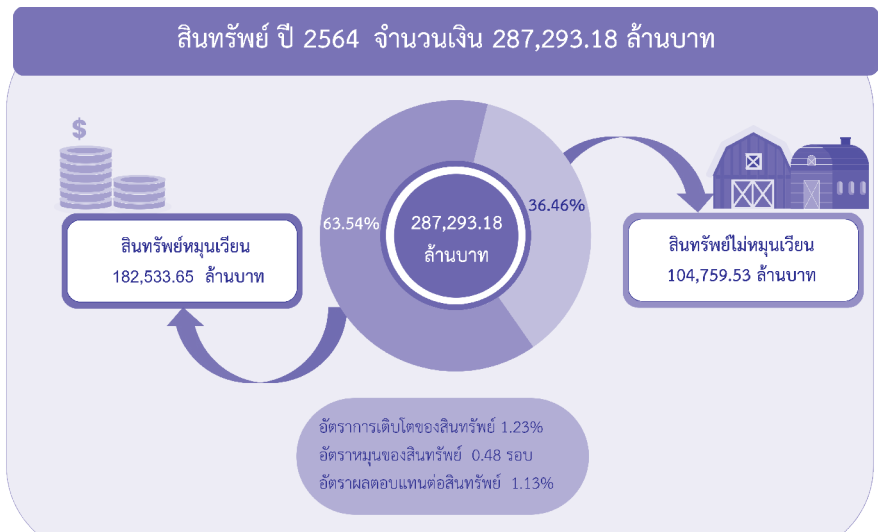 สินทรัพย์ ปี 2564 จำนวนเงิน 287,293.18 ล้านบาท
$
63.54%
287,293.18
ล้านบาท
36.46%
สินทรัพย์หมุนเวียน
182,533.65 ล้านบาท
สินทรัพย์ไม่หมุนเวียน
104,759.53 ล้านบาท
อัตราการเติบโตของสินทรัพย์ 1.23%
อัตราหมุนของสินทรัพย์ 0.48 รอบ
อัตราผลตอบแทนต่อสินทรัพย์ 1.13%